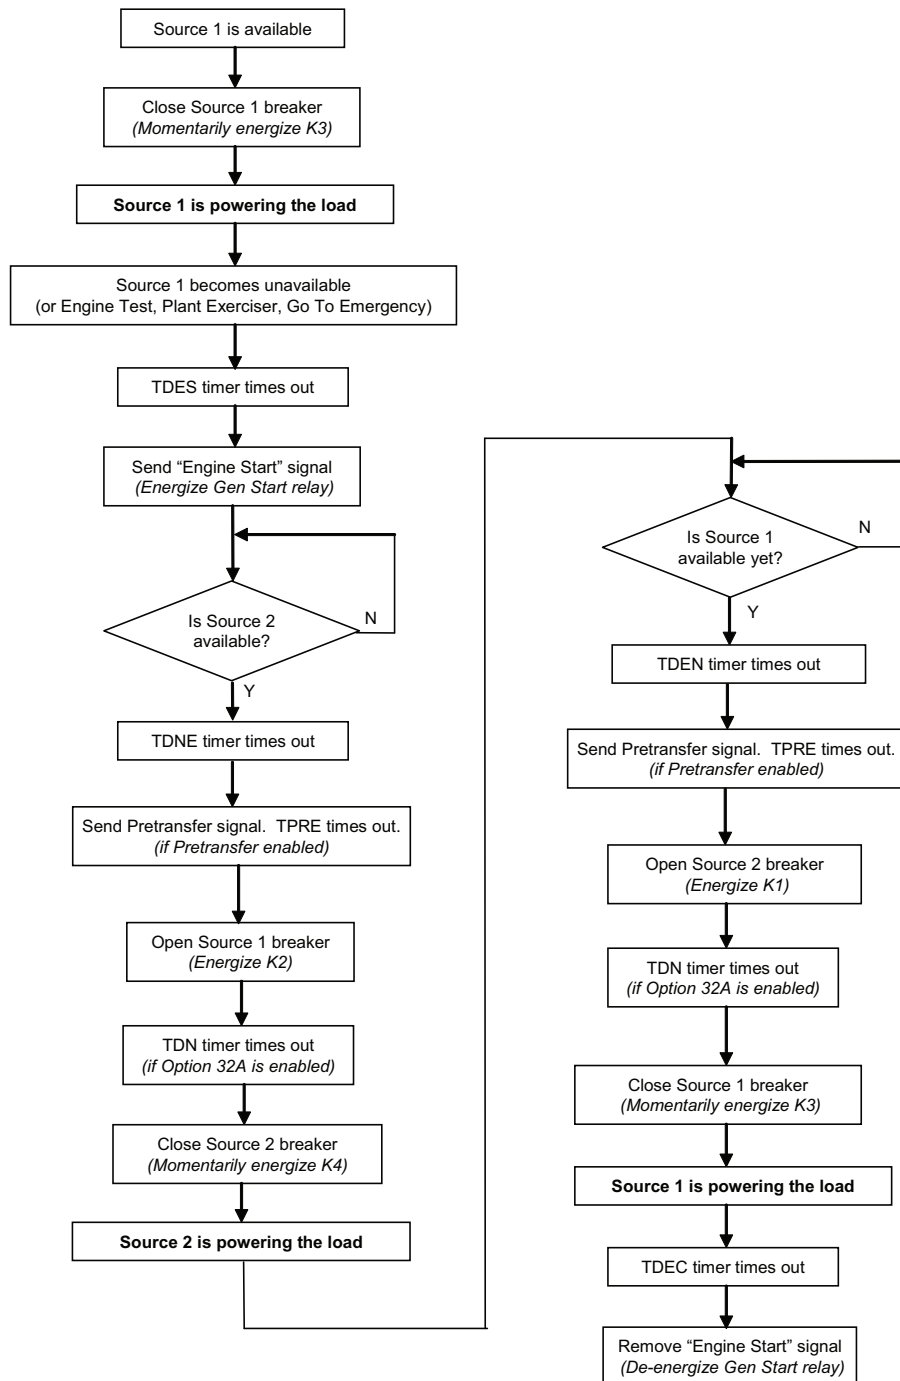 Source 1 is available
Close Source 1 breaker
(Momentarily energize K3)
Source 1 is powering the load
Source 1 becomes unavailable
(or Engine Test, Plant Exerciser, Go To Emergency)
TDES timer times out
Send “Engine Start” signal
(Energize Gen Start relay)
Is Source 2
available?
N
Y
TDNE timer times out
Send Pretransfer signal.  TPRE times out.
(if Pretransfer enabled)
Open Source 1 breaker
(Energize K2)
TDN timer times out
(if Option 32A is enabled)
Close Source 2 breaker
(Momentarily energize K4)
Source 2 is powering the load
Is Source 1
available yet?
N
Y
TDEN timer times out
Send Pretransfer signal.  TPRE times out.
(if Pretransfer enabled)
Open Source 2 breaker
(Energize K1)
TDN timer times out
(if Option 32A is enabled)
Close Source 1 breaker
(Momentarily energize K3)
Source 1 is powering the load
TDEC timer times out
Remove “Engine Start” signal
(De-energize Gen Start relay)